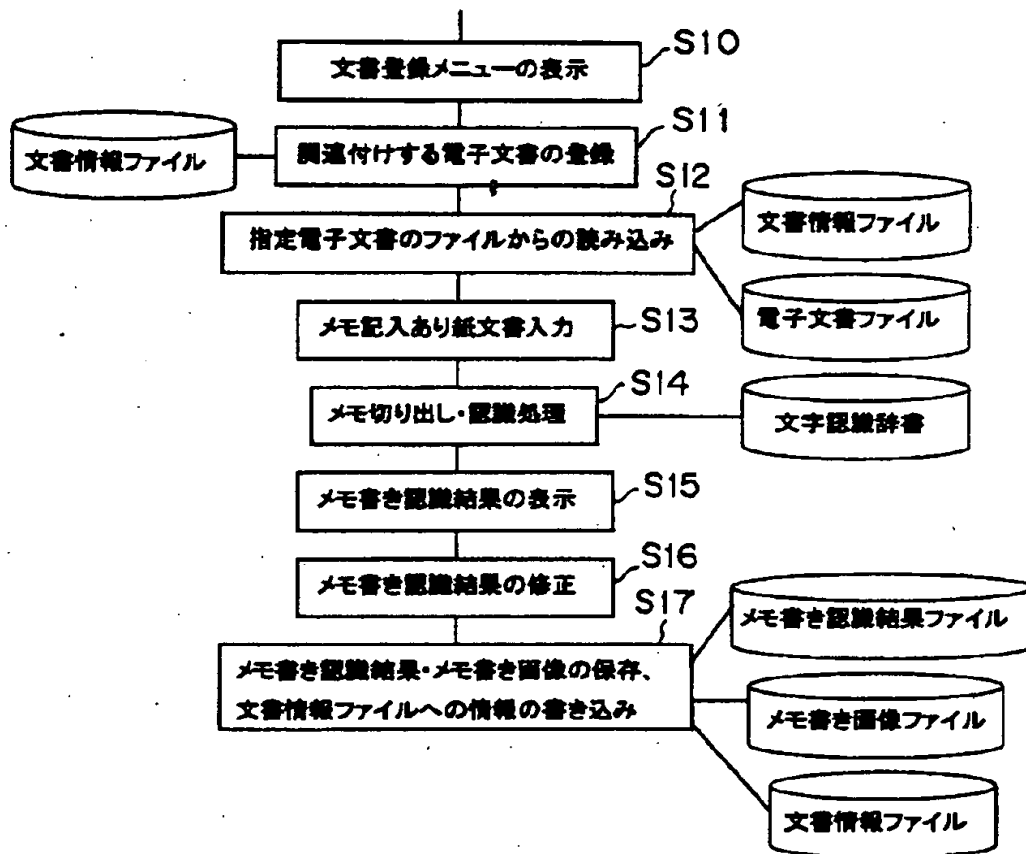 S10
文書登録メニューの表示
S11
文書情報ファイル
関連付けする電子文書の登録
S12
指定電子文書のファイルからの読み込み
文書情報ファイル
電子文書ファイル
メモ記入あり紙文書入力
S13
S14
メモ切り出し・認識処理
文字認識辞書
メモ書き認識結果の表示
S15
メモ書き認識結果の修正
S16
S17
メモ書き認識結果・メモ書き画像の保存、
文書情報ファイルへの情報の書き込み
メモ書き認識結果ファイル
メモ書き画像ファイル
文書情報ファイル